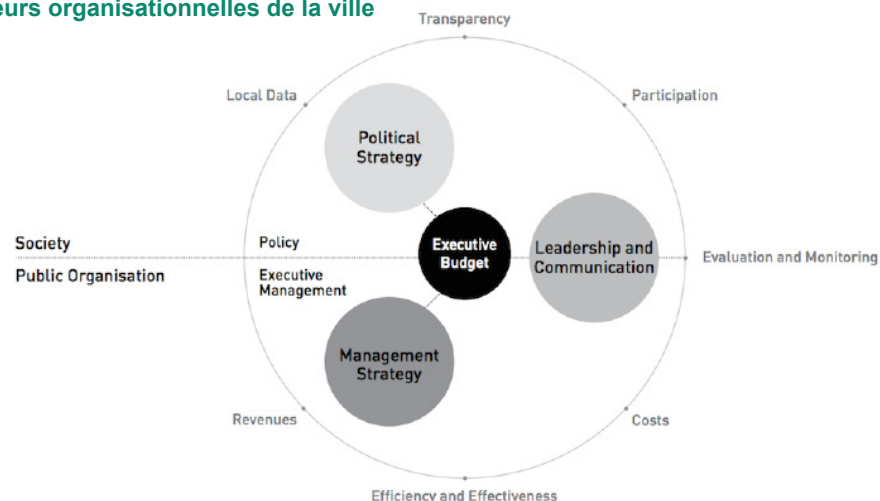 eurs organisationnelles de la ville
Transparency
Local Data
Participation
Political
Strategy
Society
Policy
Executive
Budget
Leadership and
Communication
Evaluation and Monitoring
Public Organisation
Executive
Management
Management
Strategy
Revenues
Costs
Efficiency and Effectiveness